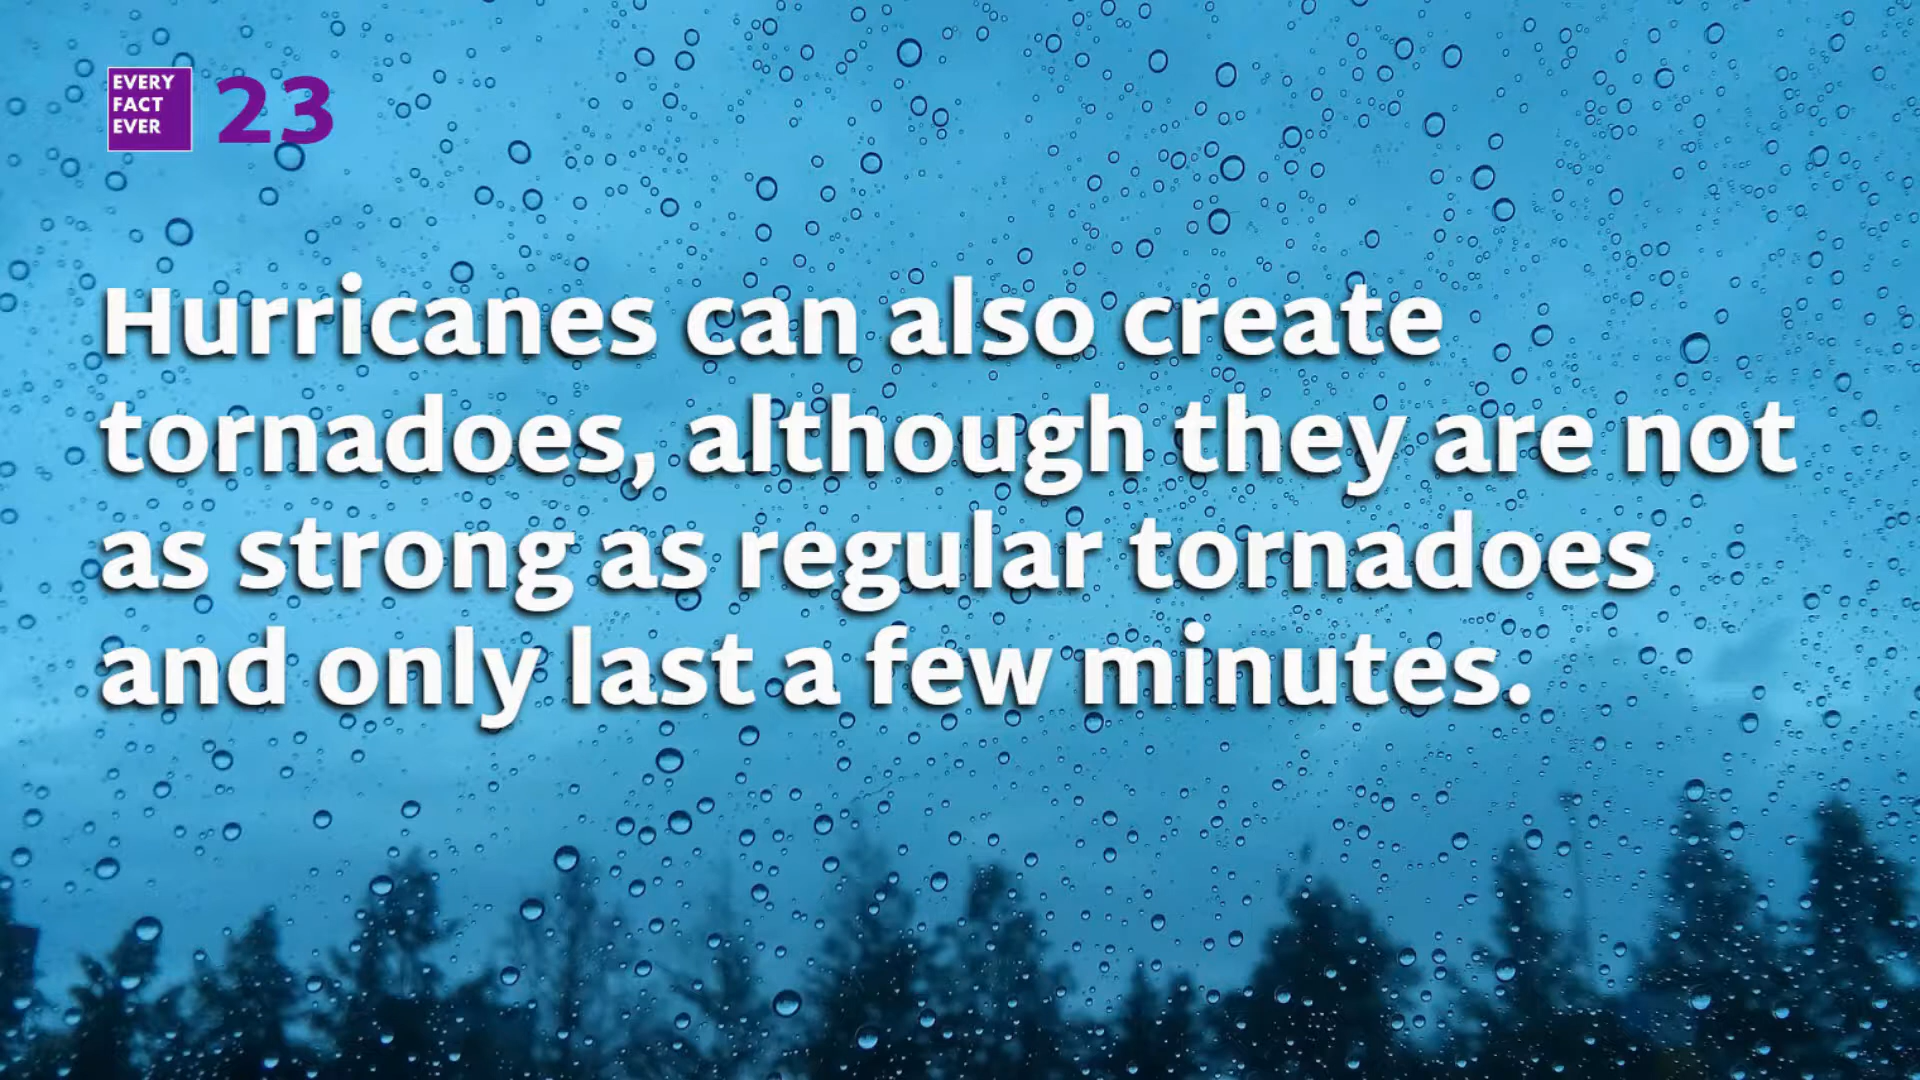 EVERY
FACT
EVER
23
Hurricanes can also create
tornadoes, although they are not
as strong as regular tornadoes
and only last a few minutes.